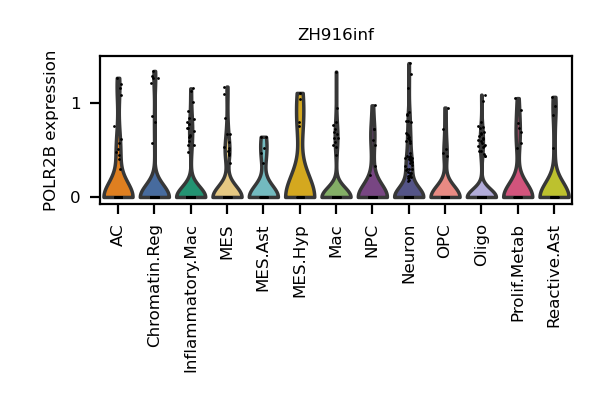 ZH916inf
POLR2B expression
1
0
AC
Chromatin.Reg
Inflammatory.Mac
MES
MES.Ast
MES.Hyp
Mac
NPC
Neuron
OPC
Oligo
Prolif.Metab
Reactive.Ast